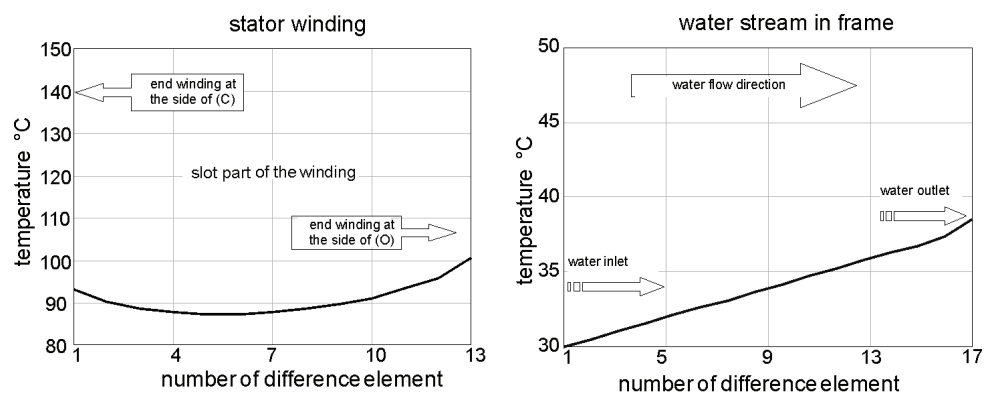 stator winding
150
140
130
120
110
100
90
80
temperature °C
end winding at
the side of (C)
slot part of the winding
end winding at
the side of (O)
1
4
7
10
13
number of difference element
water stream in frame
50
45
40
35
30
temperature °C
water flow direction
water outlet
water inlet
1
5
9
13
17
number of difference element